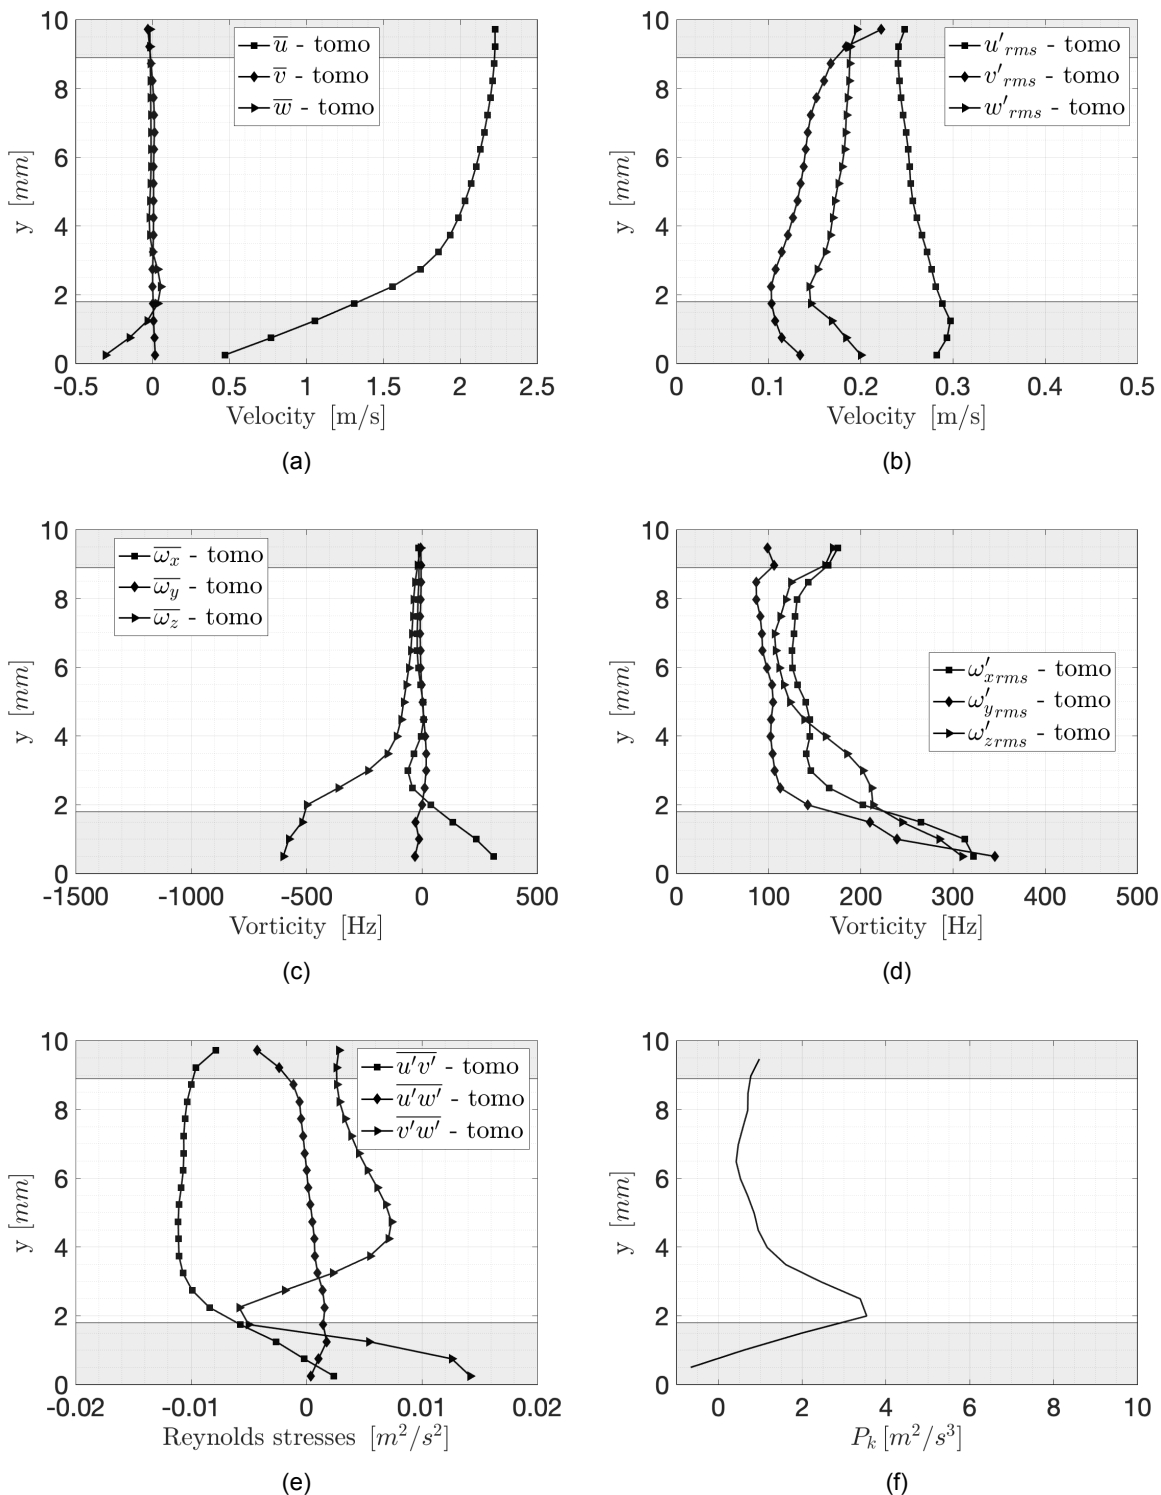 10
8
6
4
2
0
y [mm]
u̅ - tomo
v̅ - tomo
w̅ - tomo
-0.5 0 0.5 1 1.5 2 2.5
Velocity [m/s]
(a)
10
8
6
4
2
0
y [mm]
u'rms - tomo
v'rms - tomo
w'rms - tomo
0 0.1 0.2 0.3 0.4 0.5
Velocity [m/s]
(b)
10
8
6
4
2
0
y [mm]
ω̅x - tomo
ω̅y - tomo
ω̅z - tomo
-1500 -1000 -500 0 500
Vorticity [Hz]
(c)
10
8
6
4
2
0
y [mm]
ω'xrms - tomo
ω'yrms - tomo
ω'zrms - tomo
0 100 200 300 400 500
Vorticity [Hz]
(d)
10
8
6
4
2
0
y [mm]
u'v' - tomo
u'w' - tomo
v'w' - tomo
-0.02 -0.01 0 0.01 0.02
Reynolds stresses [m²/s²]
(e)
10
8
6
4
2
0
y [mm]
0 2 4 6 8 10
Pk [m²/s³]
(f)